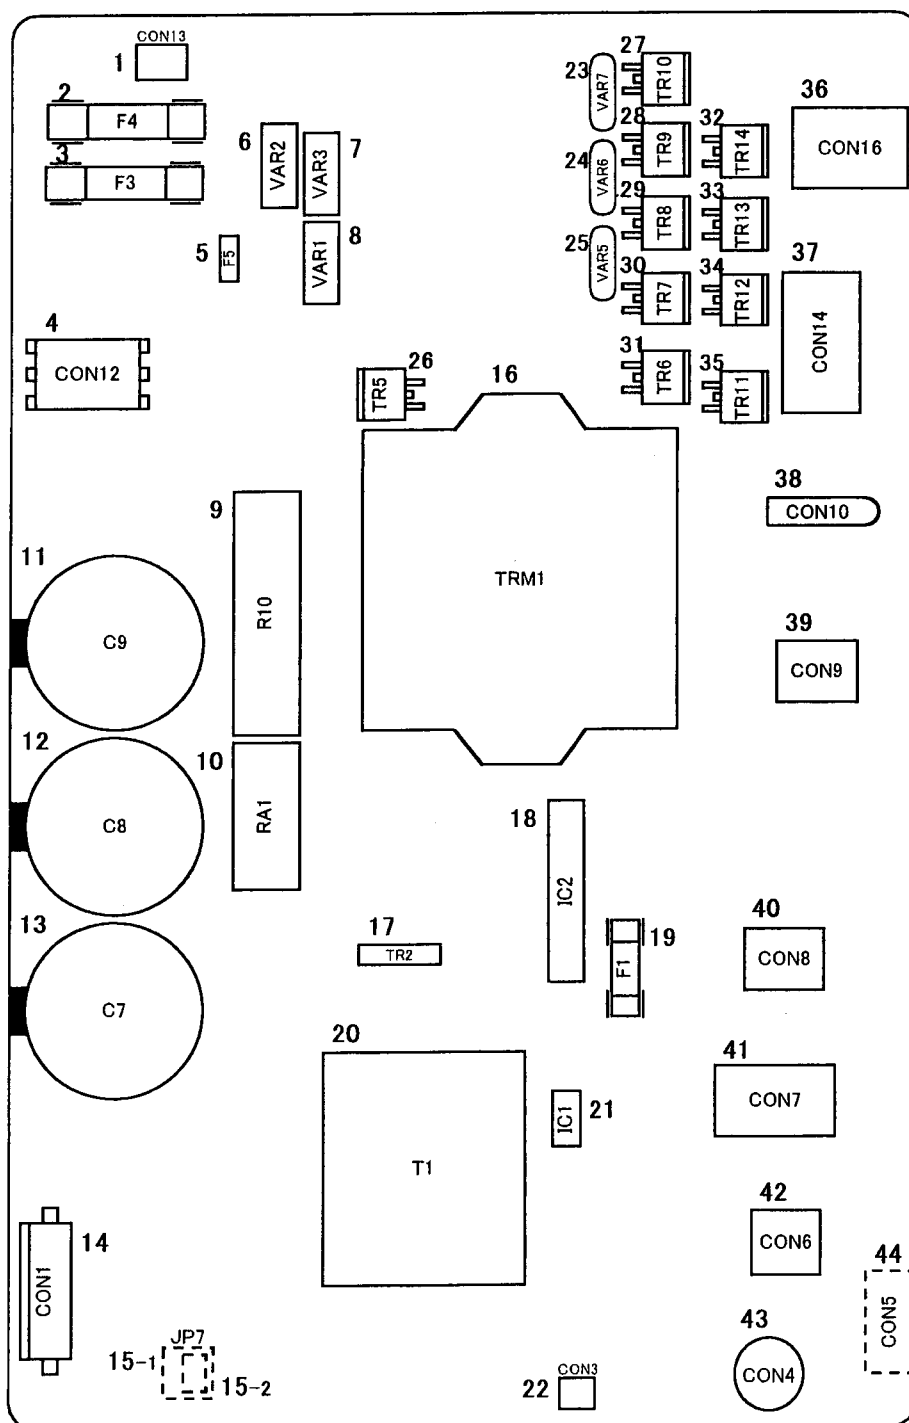 CON13
1
2
F4
3
F3
6
VAR2
7
VAR3
5
F5
8
VAR1
4
CON12
23
VAR7
27
TR10
28
TR9
24
VAR6
29
TR8
25
VAR5
30
TR7
31
TR6
32
TR14
33
TR13
34
TR12
35
TR11
36
CON16
37
CON14
26
TR5
16
TRM1
38
CON10
9
R10
11
C9
39
CON9
12
C8
10
RA1
18
IC2
13
C7
17
TR2
19
F1
40
CON8
20
T1
21
IC1
41
CON7
14
CON1
42
CON6
44
CON5
JP7
15-1
15-2
CON3
22
43
CON4